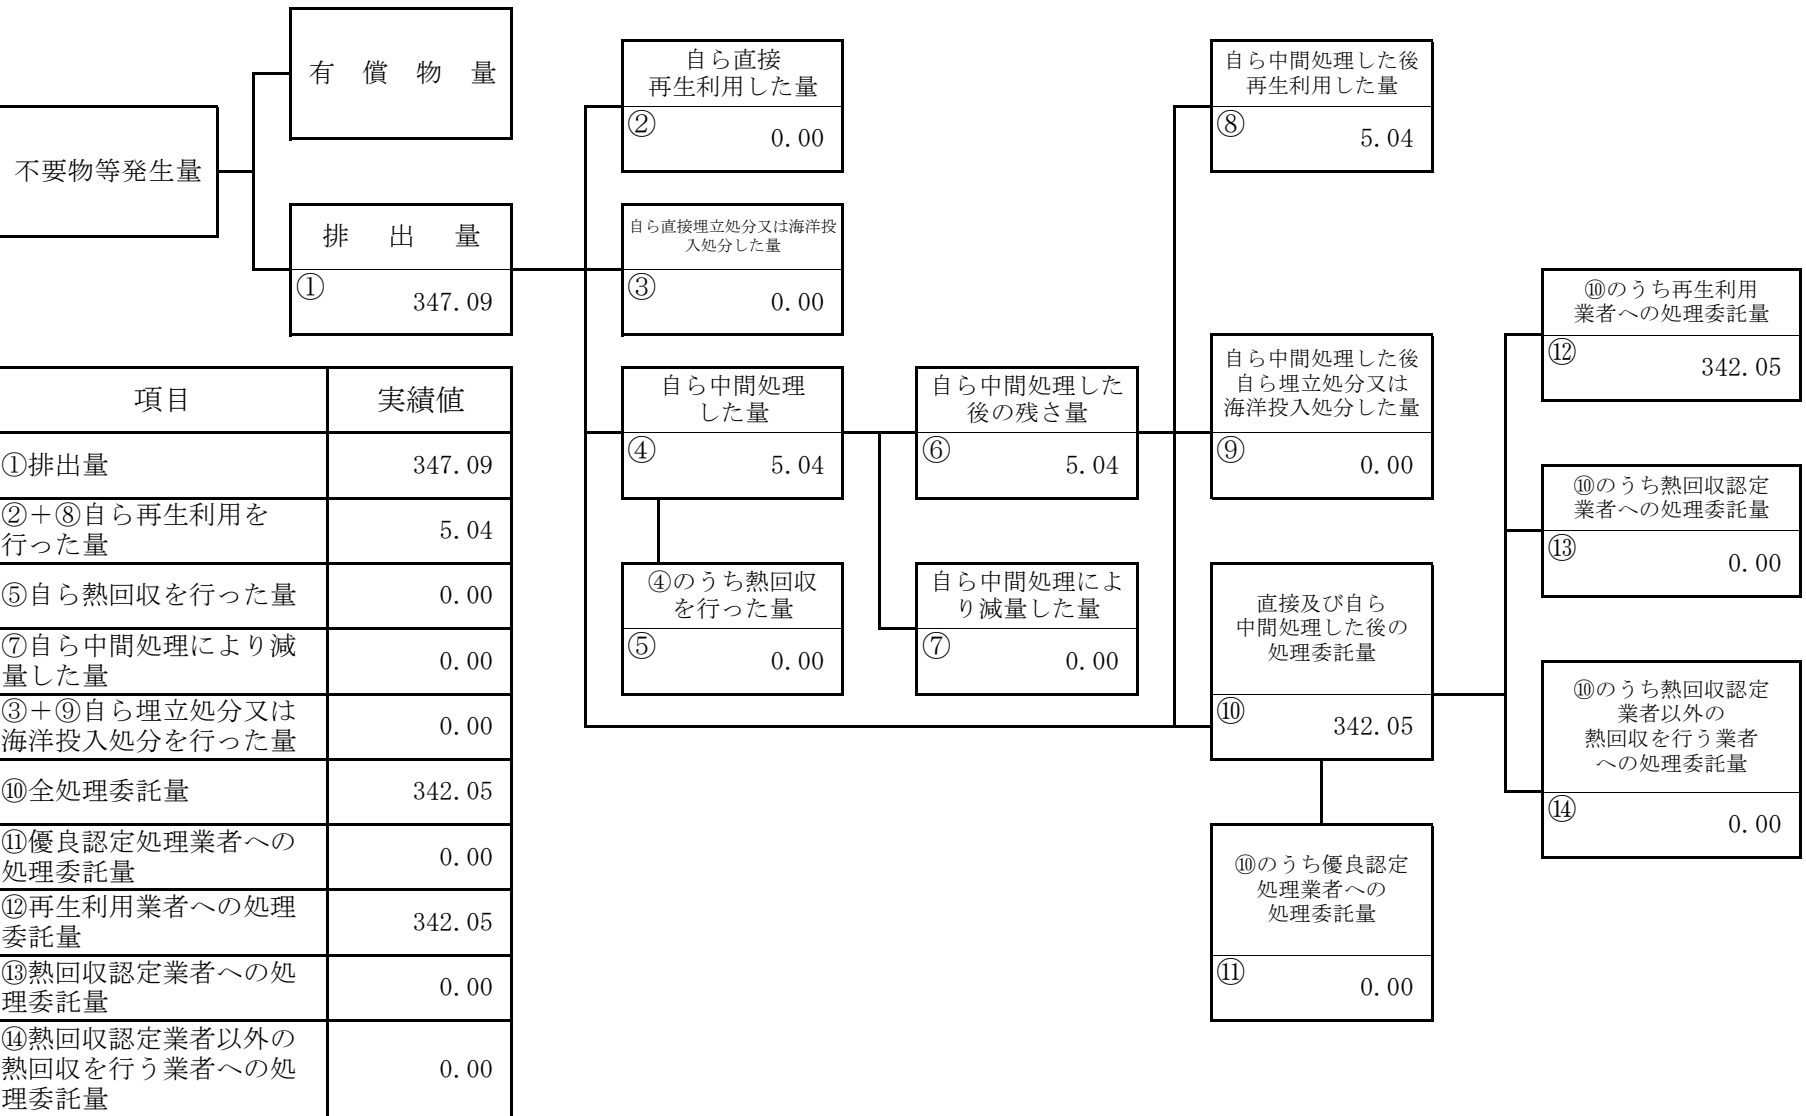 有 償 物 量
不要物等発生量
排 出 量
①
347.09
自ら直接
再生利用した量
②
0.00
自ら直接埋立処分又は海洋投
入処分した量
③
0.00
自ら中間処理
した量
④
5.04
④のうち熱回収
を行った量
⑤
0.00
自ら中間処理した
後の残さ量
⑥
5.04
自ら中間処理によ
り減量した量
⑦
0.00
自ら中間処理した後
再生利用した量
⑧
5.04
自ら中間処理した後
自ら埋立処分又は
海洋投入処分した量
⑨
0.00
直接及び自ら
中間処理した後の
処理委託量
⑩
342.05
⑩のうち優良認定
処理業者への
処理委託量
⑪
0.00
⑩のうち再生利用
業者への処理委託量
⑫
342.05
⑩のうち熱回収認定
業者への処理委託量
⑬
0.00
⑩のうち熱回収認定
業者以外の
熱回収を行う業者
への処理委託量
⑭
0.00
項目 実績値
①排出量 347.09
②＋⑧自ら再生利用を
行った量 5.04
⑤自ら熱回収を行った量 0.00
⑦自ら中間処理により減
量した量 0.00
③＋⑨自ら埋立処分又は
海洋投入処分を行った量 0.00
⑩全処理委託量 342.05
⑪優良認定処理業者への
処理委託量 0.00
⑫再生利用業者への処理
委託量 342.05
⑬熱回収認定業者への処
理委託量 0.00
⑭熱回収認定業者以外の
熱回収を行う業者への処
理委託量 0.00